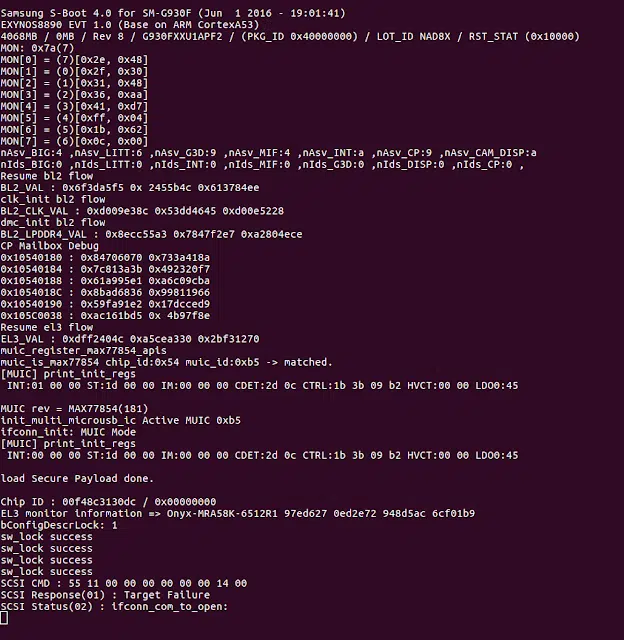 Samsung S-Boot 4.0 for SM-G930F (Jun  1 2016 - 19:01:41)
EXYNOS8890 EVT 1.0 (Base on ARM CortexA53)
4068MB / 0MB / Rev 8 / G930FXXU1APF2 / (PKG_ID 0x40000000) / LOT_ID NAD8X / RST_STAT (0x10000)
MON: 0x7a(7)
MON[0] = (7)[0x2e, 0x48]
MON[1] = (0)[0x2f, 0x30]
MON[2] = (1)[0x31, 0x48]
MON[3] = (2)[0x36, 0xaa]
MON[4] = (3)[0x41, 0xd7]
MON[5] = (4)[0xff, 0x04]
MON[6] = (5)[0x1b, 0x62]
MON[7] = (6)[0x0c, 0x00]
nAsv_BIG:4 ,nAsv_LITT:6 ,nAsv_G3D:9 ,nAsv_MIF:4 ,nAsv_INT:a ,nAsv_CP:9 ,nAsv_CAM_DISP:a
nIds_BIG:0 ,nIds_LITT:0 ,nIds_INT:0 ,nIds_MIF:0 ,nIds_G3D:0 ,nIds_DISP:0 ,nIds_CP:0 ,
Resume bl2 flow
BL2_VAL : 0x6f3da5f5 0x 2455b4c 0x613784ee
clk_init bl2 flow
BL2_CLK_VAL : 0xd009e38c 0x53dd4645 0xd00e5228
dmc_init bl2 flow
BL2_LPDDR4_VAL : 0x8ecc55a3 0x7847f2e7 0xa2804ece
CP Mailbox Debug
0x10540180 : 0x84706070 0x733a418a
0x10540184 : 0x7c813a3b 0x492320f7
0x10540188 : 0x61a995e1 0xa6c09cba
0x1054018C : 0x8bad6836 0x99811966
0x10540190 : 0x59fa91e2 0x17dcced9
0x105C0038 : 0xac161bd5 0x 4b97f8e
Resume el3 flow
EL3_VAL : 0xdff2404c 0xa5cea330 0x2bf31270
muic_register_max77854_apis
muic_is_max77854 chip_id:0x54 muic_id:0xb5 -> matched.
[MUIC] print_init_regs
 INT:01 00 00 ST:1d 00 00 IM:00 00 00 CDET:2d 0c CTRL:1b 3b 09 b2 HVCT:00 00 LDO0:45
MUIC rev = MAX77854(181)
init_multi_microusb_ic Active MUIC 0xb5
ifconn_init: MUIC Mode
[MUIC] print_init_regs
 INT:00 00 00 ST:1d 00 00 IM:00 00 00 CDET:2d 0c CTRL:1b 3b 09 b2 HVCT:00 00 LDO0:45
load Secure Payload done.
Chip ID : 00f48c3130dc / 0x00000000
EL3 monitor information => Onyx-MRA58K-6512R1 97ed627 0ed2e72 948d5ac 6cf01b9
bConfigDescrLock: 1
sw_lock success
sw_lock success
sw_lock success
sw_lock success
SCSI CMD : 55 11 00 00 00 00 00 00 14 00
SCSI Response(01) : Target Failure
SCSI Status(02) : ifconn_com_to_open: